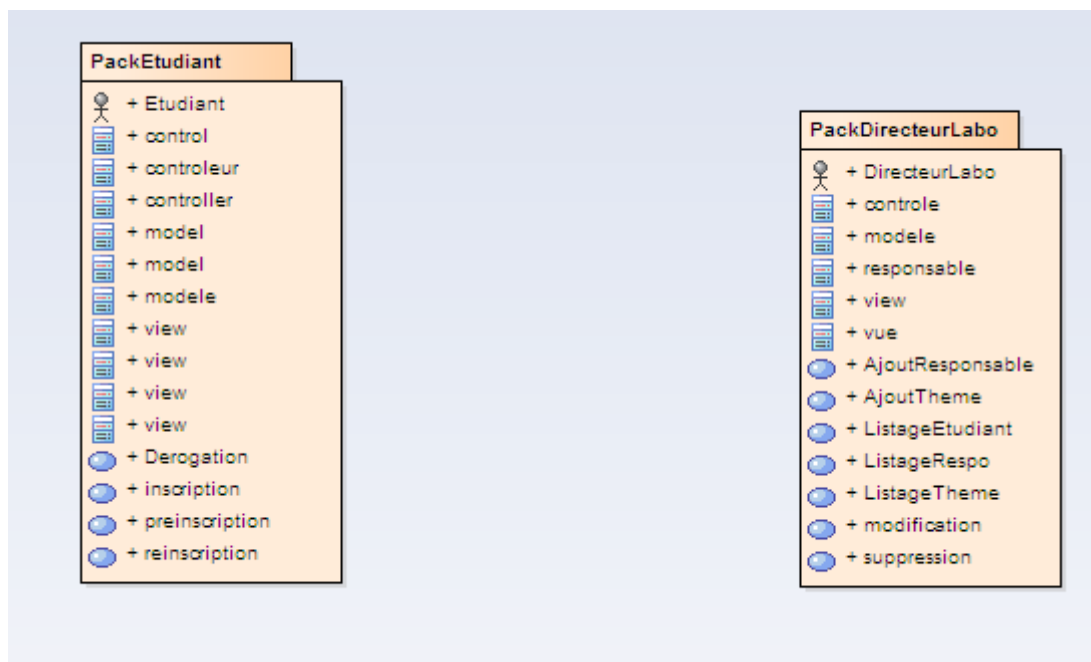 PackEtudiant
+ Etudiant
+ control
+ controleur
+ controller
+ model
+ model
+ modele
+ view
+ view
+ view
+ view
+ Derogation
+ inscription
+ preinscription
+ reinscription
PackDirecteurLabo
+ DirecteurLabo
+ controle
+ modele
+ responsable
+ view
+ vue
+ AjoutResponsable
+ AjoutTheme
+ ListageEtudiant
+ ListageRespo
+ ListageTheme
+ modification
+ suppression